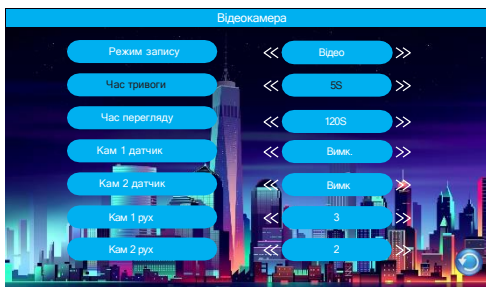 Відеокамера
Режим запису << Відео >>
Час тривоги << 5S >>
Час перегляду << 120S >>
Кам 1 датчик << Вимк. >>
Кам 2 датчик << Вимк >>
Кам 1 рух << 3 >>
Кам 2 рух << 2 >>